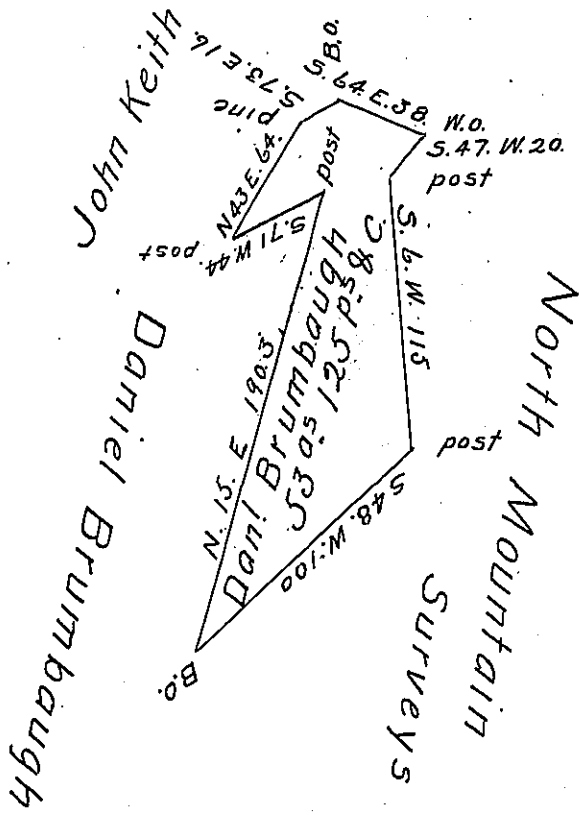 John Keith
S. 73. E. 16.
B.O.
S. 64. E. 38.
W.O.
S. 47. W. 20.
post
pine
N 43 E. 64.
post
S. 71 W. 44.
post
S. 6. W. 115
post
S 48. W. 100
B.O.
N. 15. E 190.3
Danl Brumbaugh
53 as 125 ps
Daniel Brumbaugh
North Mountain
Surveys